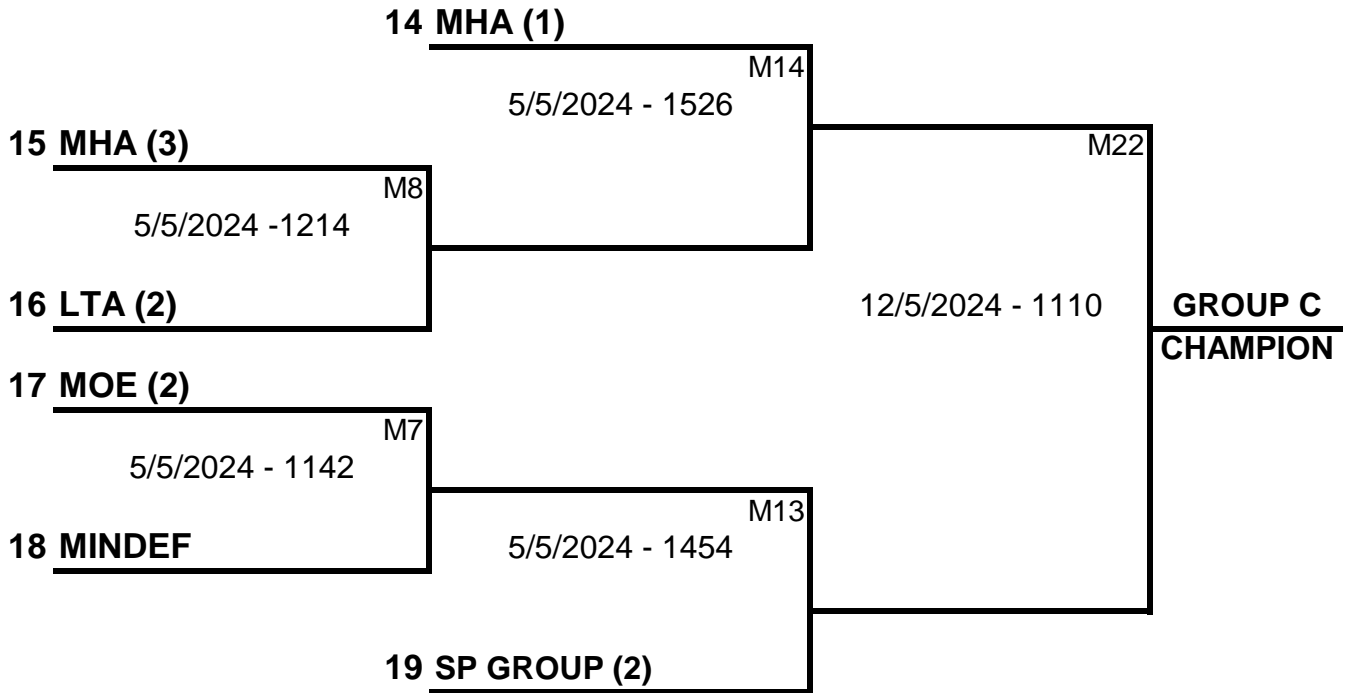 14 MHA (1)
M14
5/5/2024 - 1526
15 MHA (3)
M22
M8
5/5/2024 -1214
16 LTA (2)
12/5/2024 - 1110
GROUP C
CHAMPION
17 MOE (2)
M7
5/5/2024 - 1142
M13
18 MINDEF
5/5/2024 - 1454
19 SP GROUP (2)